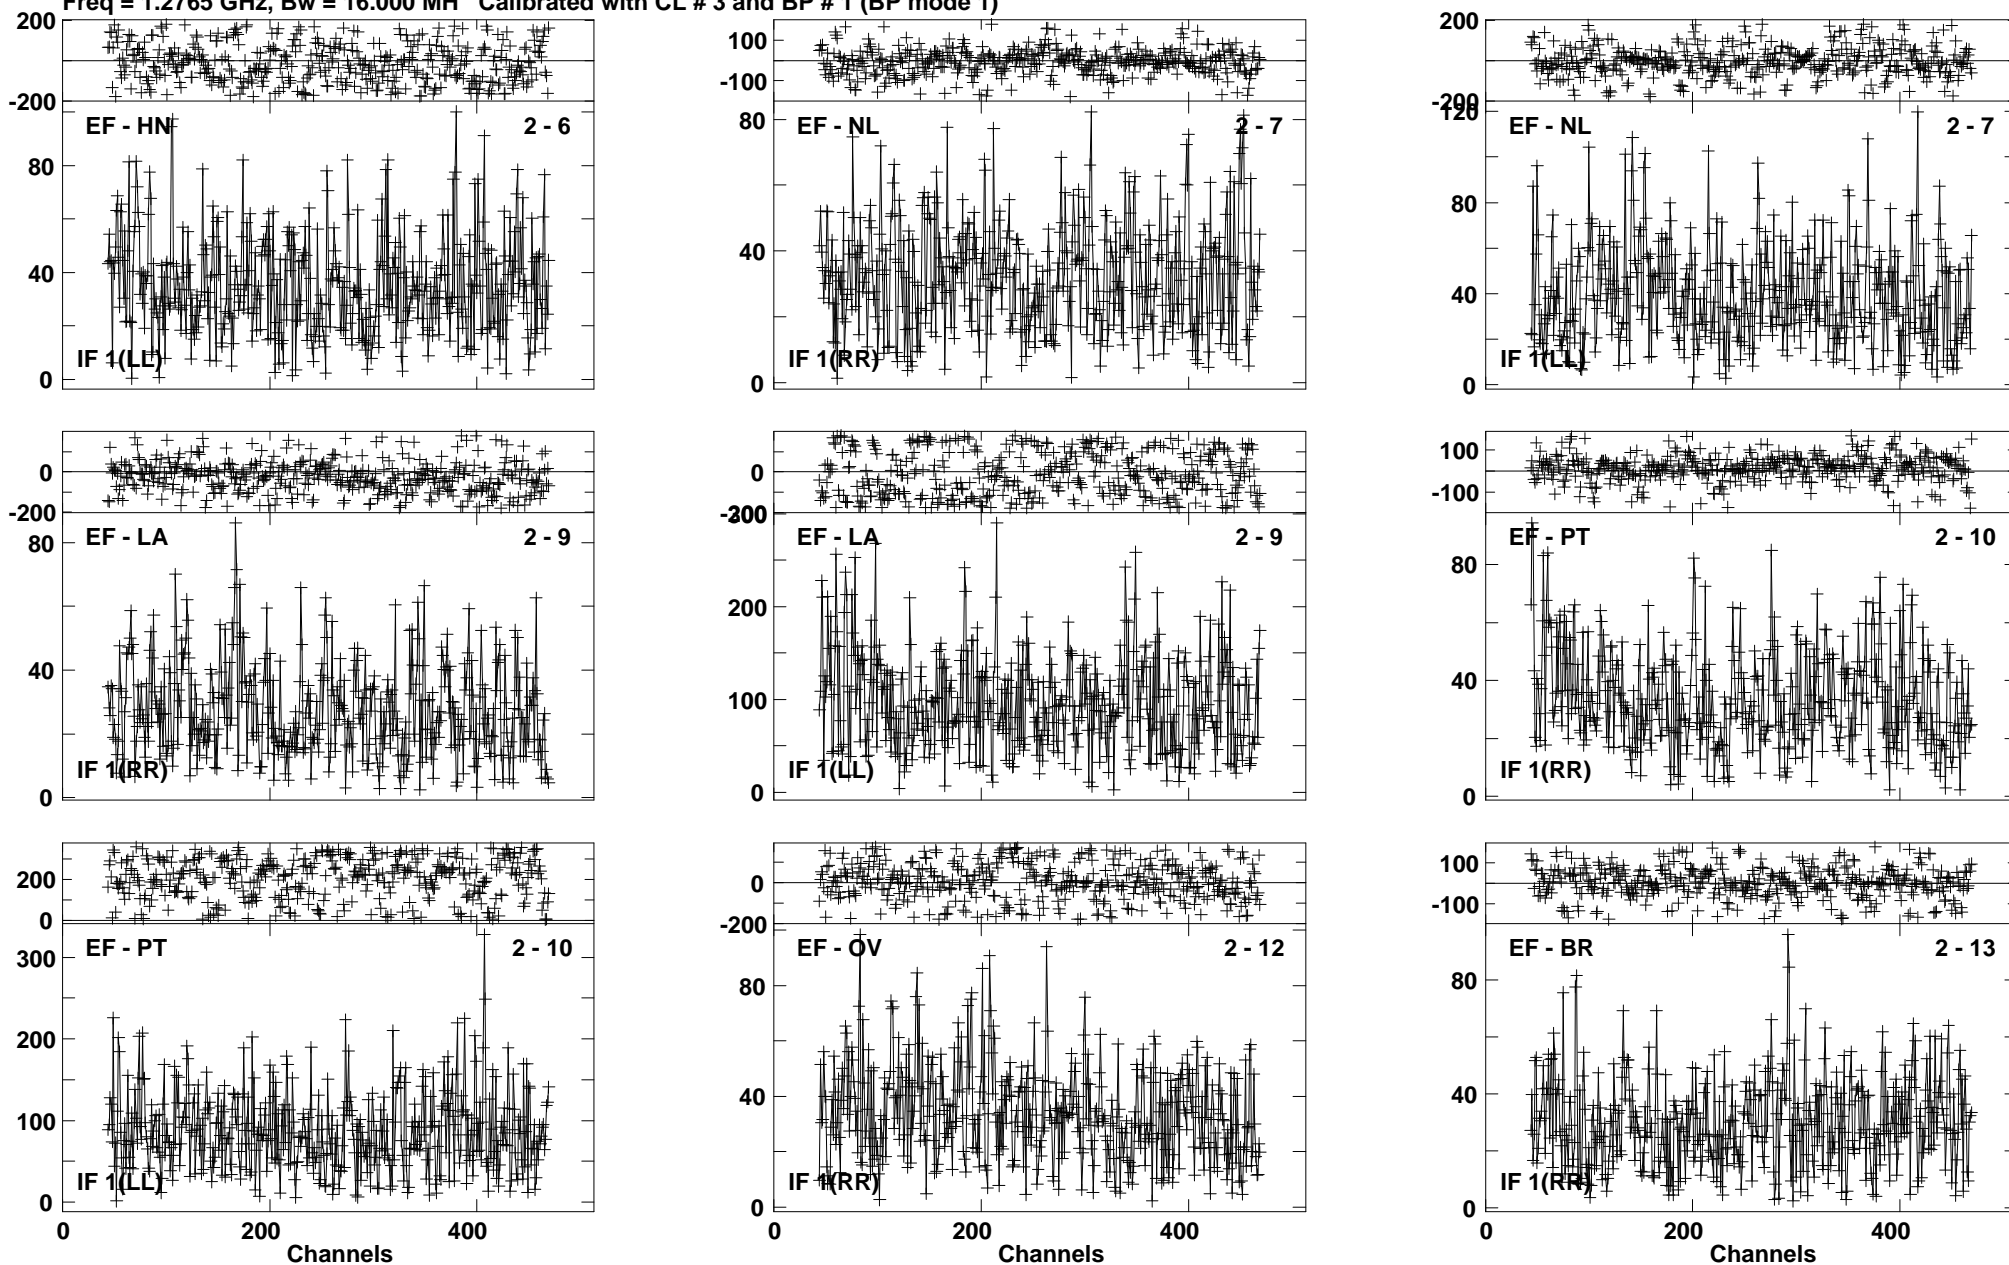 Freq = 1.2765 GHz, Bw = 16.000 MH Calibrated with CL # 3 and BP # 1 (BP mode 1)
200
-200
100
-100
200
-200
EF - HN 2 - 6
80
40
0
IF 1(LL)
EF - NL 2 - 7
80
40
0
IF 1(RR)
120
EF - NL 2 - 7
80
40
0
IF 1(LL)
0
-200
0
-200
100
-100
EF - LA 2 - 9
80
40
0
IF 1(RR)
300
EF - LA 2 - 9
200
100
0
IF 1(LL)
EF - PT 2 - 10
80
40
0
IF 1(RR)
200
0
0
-200
100
-100
EF - PT 2 - 10
300
200
100
0
IF 1(LL)
EF - OV 2 - 12
80
40
0
IF 1(RR)
EF - BR 2 - 13
80
40
0
IF 1(RR)
0 200 400
0 200 400
0 200 400
Channels
Channels
Channels